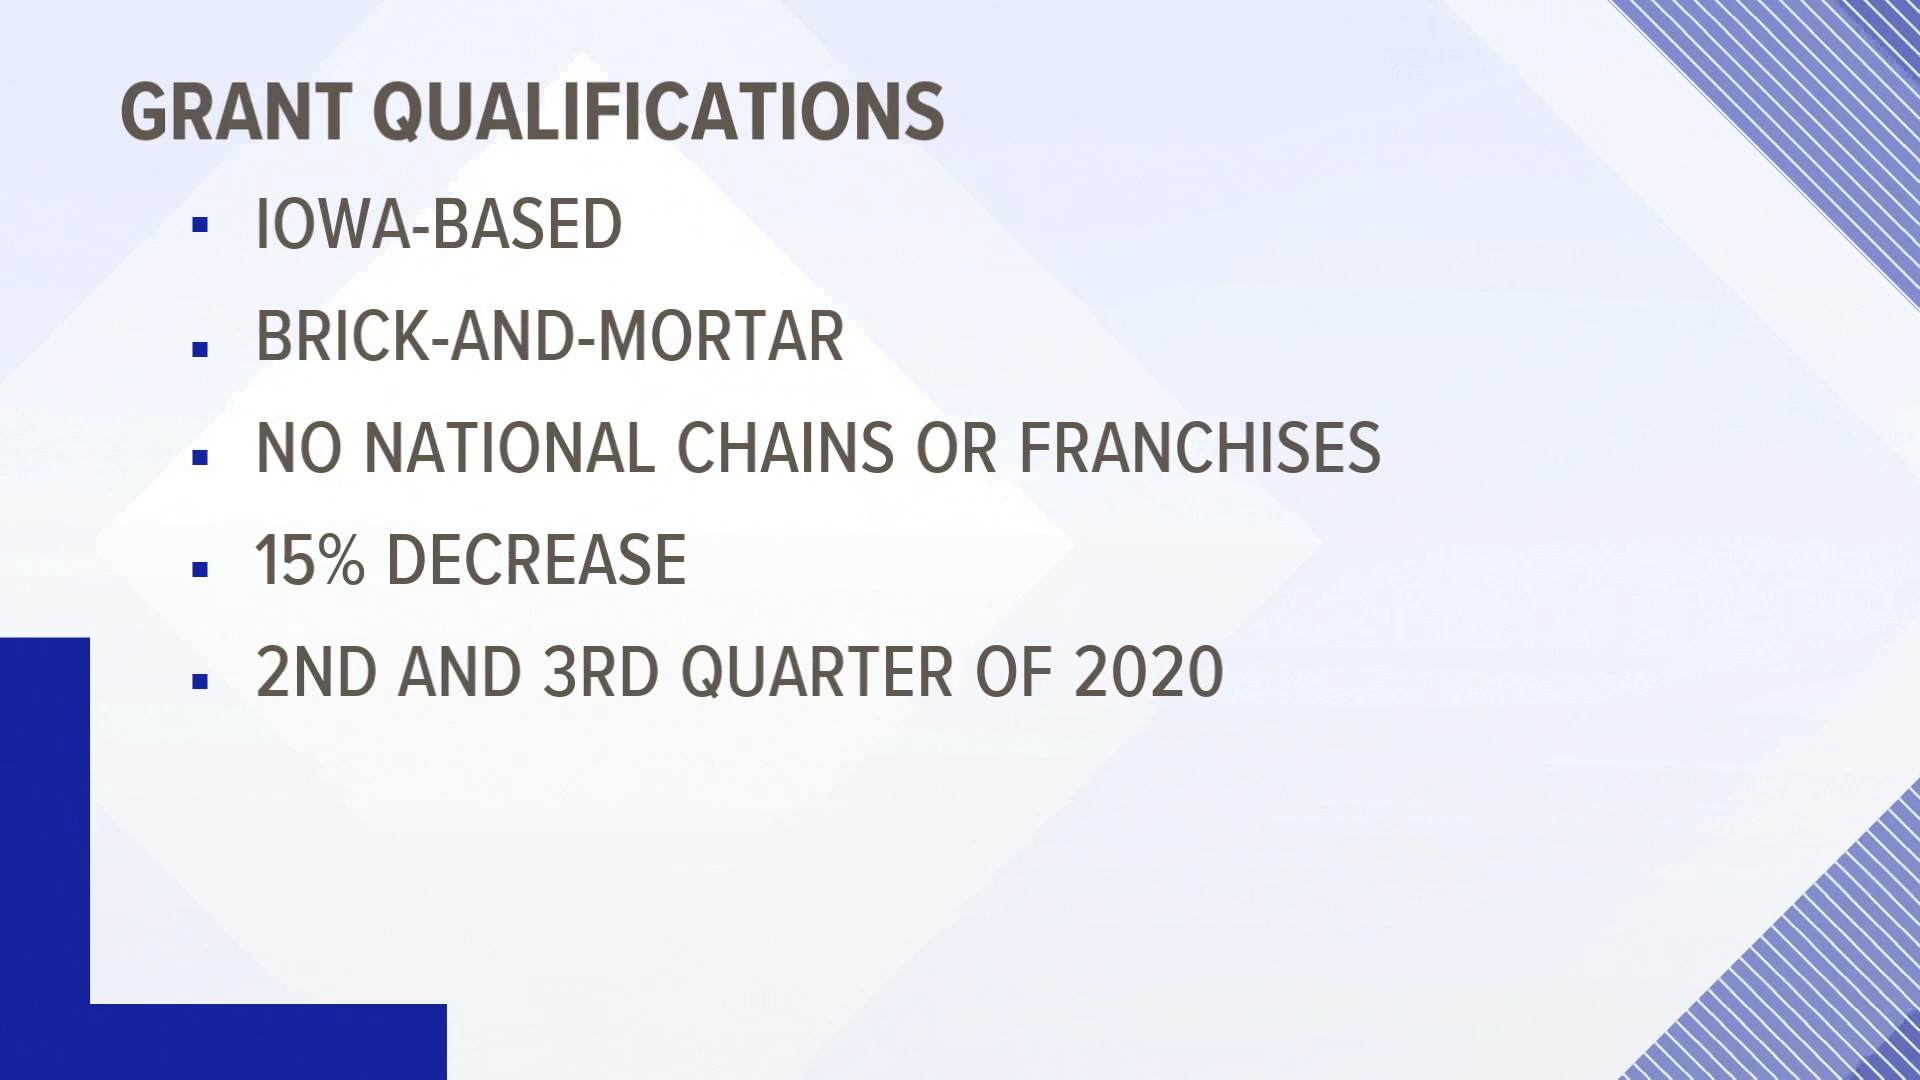 GRANT QUALIFICATIONS
IOWA-BASED
BRICK-AND-MORTAR
NO NATIONAL CHAINS OR FRANCHISES
15% DECREASE
2ND AND 3RD QUARTER OF 2020